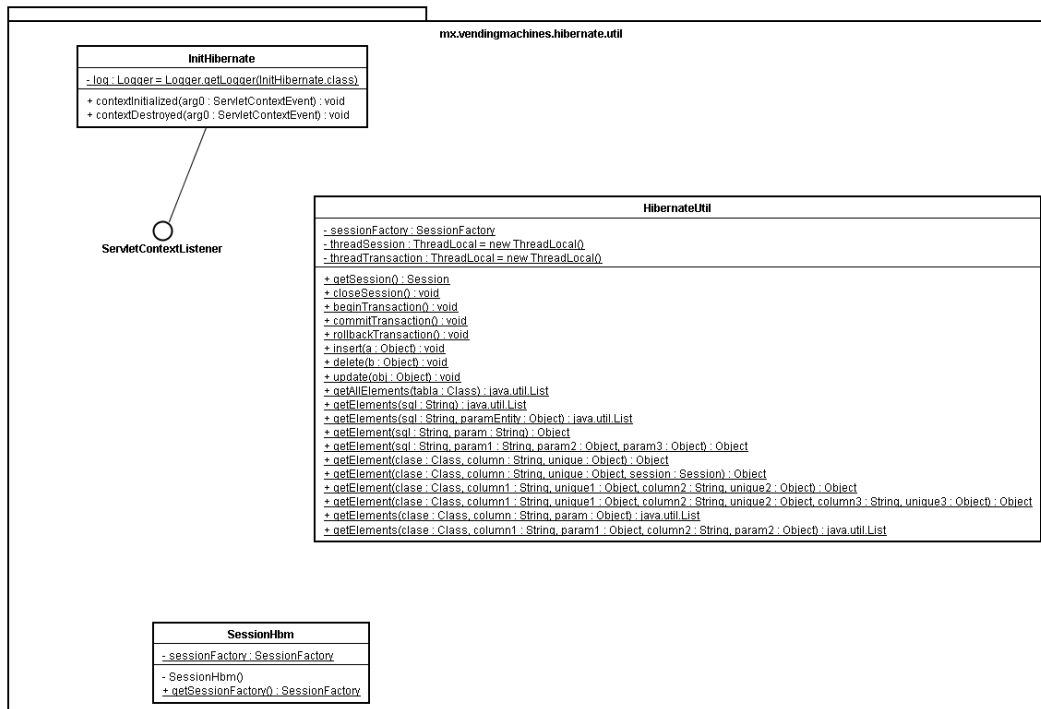 mx.vendingmachines.hibernate.util
InitHibernate
- log : Logger = Logger.getLogger(InitHibernate.class)
+ contextInitialized(arg0 : ServletContextEvent) : void
+ contextDestroyed(arg0 : ServletContextEvent) : void
ServletContextListener
HibernateUtil
- sessionFactory : SessionFactory
- threadSession : ThreadLocal = new ThreadLocal()
- threadTransaction : ThreadLocal = new ThreadLocal()
+ getSession() : Session
+ closeSession() : void
+ beginTransaction() : void
+ commitTransaction() : void
+ rollbackTransaction() : void
+ insert(a : Object) : void
+ delete(b : Object) : void
+ update(obj : Object) : void
+ getAllElements(tabla : Class) : java.util.List
+ getElements(sql : String) : java.util.List
+ getElements(sql : String, paramEntity : Object) : java.util.List
+ getElement(sql : String, param : String) : Object
+ getElement(sql : String, param1 : String, param2 : Object, param3 : Object) : Object
+ getElement(clase : Class, column : String, unique : Object) : Object
+ getElement(clase : Class, column : String, unique : Object, session : Session) : Object
+ getElement(clase : Class, column1 : String, unique1 : Object, column2 : String, unique2 : Object) : Object
+ getElement(clase : Class, column1 : String, unique1 : Object, column2 : String, unique2 : Object, column3 : String, unique3 : Object) : Object
+ getElements(clase : Class, column : String, param : Object) : java.util.List
+ getElements(clase : Class, column1 : String, param1 : Object, column2 : String, param2 : Object) : java.util.List
SessionHbm
- sessionFactory : SessionFactory
- SessionHbm()
+ getSessionFactory() : SessionFactory